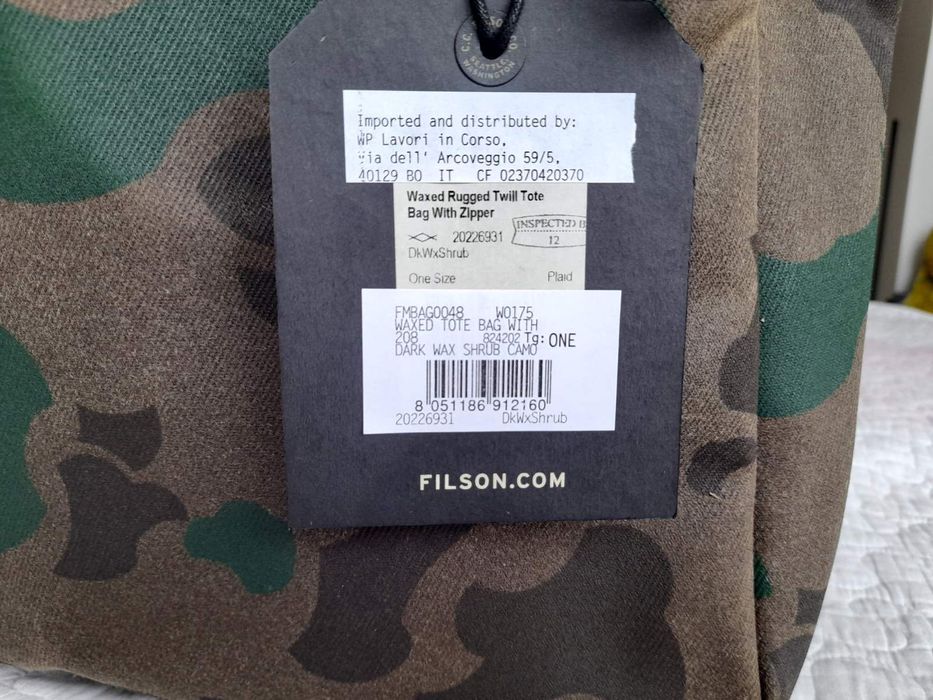 C.C.
SEATTLE
WASHINGTON
Imported and distributed by:
WP Lavori in Corso,
Via dell' Arcoveggio 59/5,
40129 BO IT CF 02370420370
Waxed Rugged Twill Tote
Bag With Zipper
20226931
INSPECTED B
12
DkWxShrub
One Size Plaid
FMBAG0048 W0175
WAXED TOTE BAG WITH
208 824202 Tg: ONE
DARK WAX SHRUB CAMO
8 051186 912160
20226931 DkWxShrub
FILSON.COM